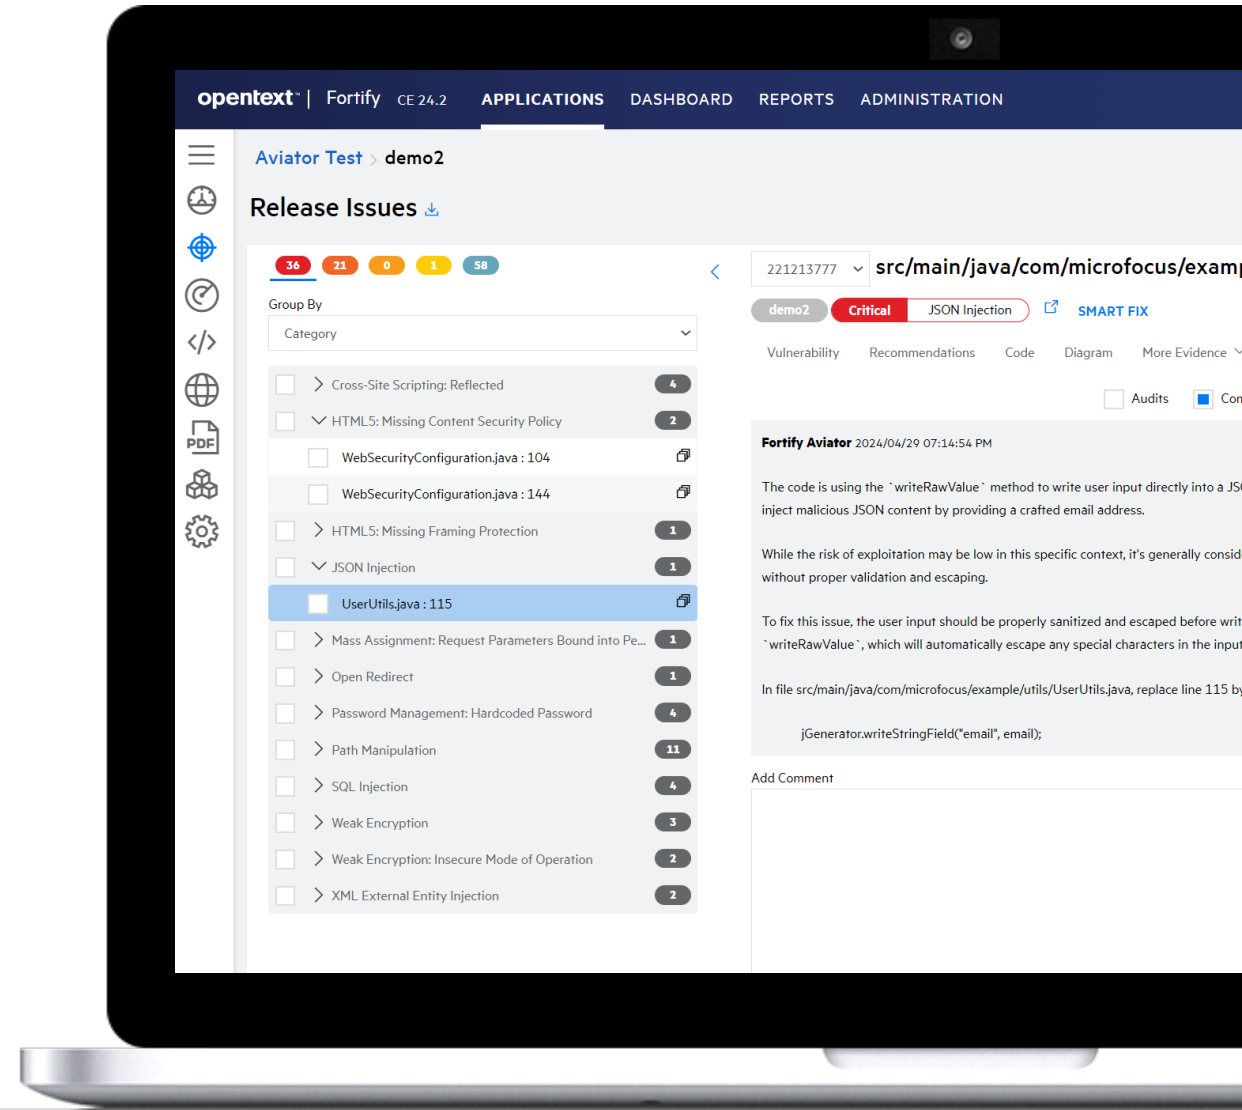 opentext™ | Fortify CE 24.2 APPLICATIONS DASHBOARD REPORTS ADMINISTRATION
Aviator Test > demo2
Release Issues
36 21 0 1 58
Group By
Category
Cross-Site Scripting: Reflected 4
HTML5: Missing Content Security Policy 2
WebSecurityConfiguration.java : 104
WebSecurityConfiguration.java : 144
HTML5: Missing Framing Protection 1
JSON Injection 1
UserUtils.java : 115
Mass Assignment: Request Parameters Bound into Pe... 1
Open Redirect 1
Password Management: Hardcoded Password 4
Path Manipulation 11
SQL Injection 4
Weak Encryption 3
Weak Encryption: Insecure Mode of Operation 2
XML External Entity Injection 2
PDF
221213777 src/main/java/com/microfocus/examp
demo2 Critical JSON Injection SMART FIX
Vulnerability Recommendations Code Diagram More Evidence
Audits Com
Fortify Aviator 2024/04/29 07:14:54 PM
The code is using the `writeRawValue` method to write user input directly into a JSO
inject malicious JSON content by providing a crafted email address.
While the risk of exploitation may be low in this specific context, it's generally conside
without proper validation and escaping.
To fix this issue, the user input should be properly sanitized and escaped before writ
`writeRawValue`, which will automatically escape any special characters in the input
In file src/main/java/com/microfocus/example/utils/UserUtils.java, replace line 115 by
jGenerator.writeStringField("email", email);
Add Comment